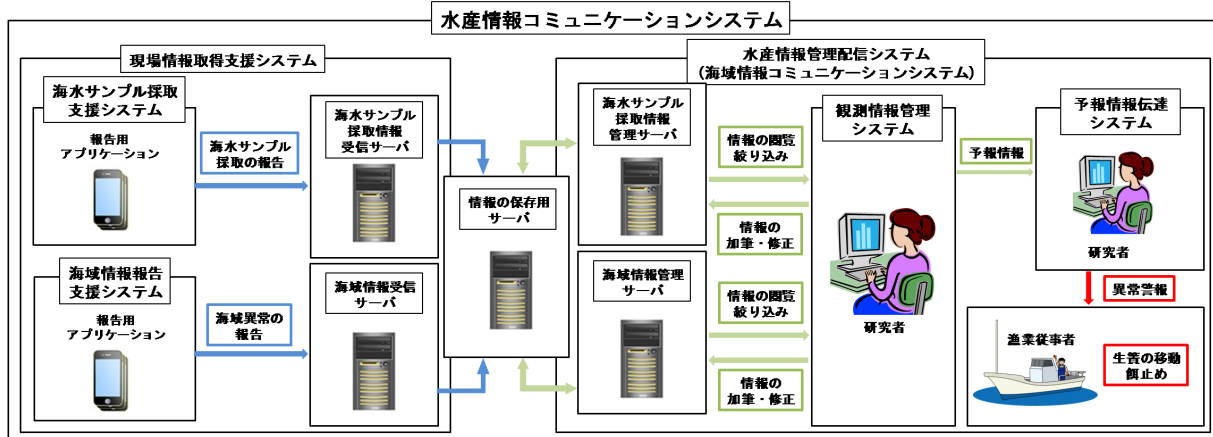 水産情報コミュニケーションシステム
現場情報取得支援システム
海水サンプル採取
支援システム
報告用
アプリケーション
海水サンプル
採取の報告
海水サンプル
採取情報
受信サーバ
海域情報報告
支援システム
報告用
アプリケーション
海域異常の
報告
海域情報受信
サーバ
情報の保存用
サーバ
水産情報管理配信システム
(海域情報コミュニケーションシステム)
海水サンプル
採取情報
管理サーバ
情報の閲覧
絞り込み
情報の
加筆・修正
海域情報管理
サーバ
情報の閲覧
絞り込み
情報の
加筆・修正
観測情報管理
システム
研究者
予報情報
予報情報伝達
システム
研究者
異常警報
漁業従事者
生簀の移動
餌止め